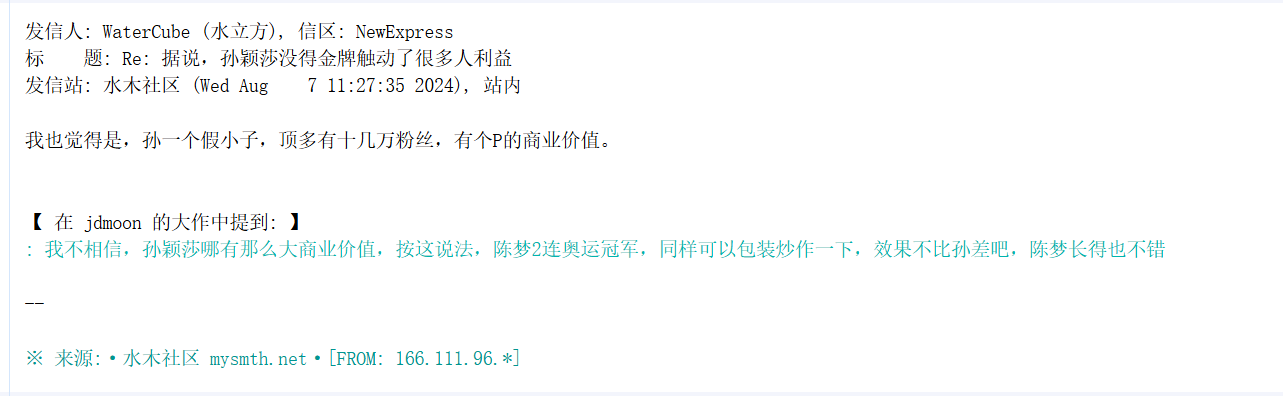 发信人: WaterCube (水立方), 信区: NewExpress
标    题: Re: 据说，孙颖莎没得金牌触动了很多人利益
发信站: 水木社区 (Wed Aug    7 11:27:35 2024), 站内
我也觉得是，孙一个假小子，顶多有十几万粉丝，有个P的商业价值。
【 在 jdmoon 的大作中提到: 】
: 我不相信，孙颖莎哪有那么大商业价值，按这说法，陈梦2连奥运冠军，同样可以包装炒作一下，效果不比孙差吧，陈梦长得也不错
--
※ 来源:·水木社区 mysmth.net·[FROM: 166.111.96.*]